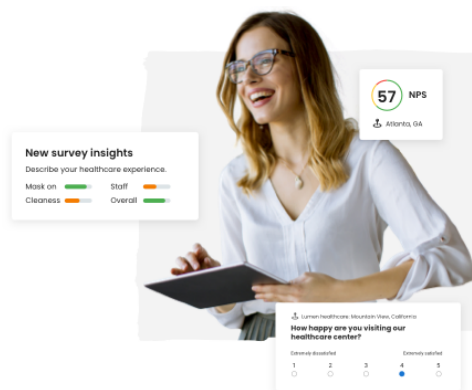 57 NPS
Atlanta, GA
New survey insights
Describe your healthcare experience.
Mask on Staff
Cleaness Overall
Lumen healthcare: Mountain View, California
How happy are you visiting our
healthcare center?
Extremely dissatisfied Extremely satisfied
1 2 3 4 5